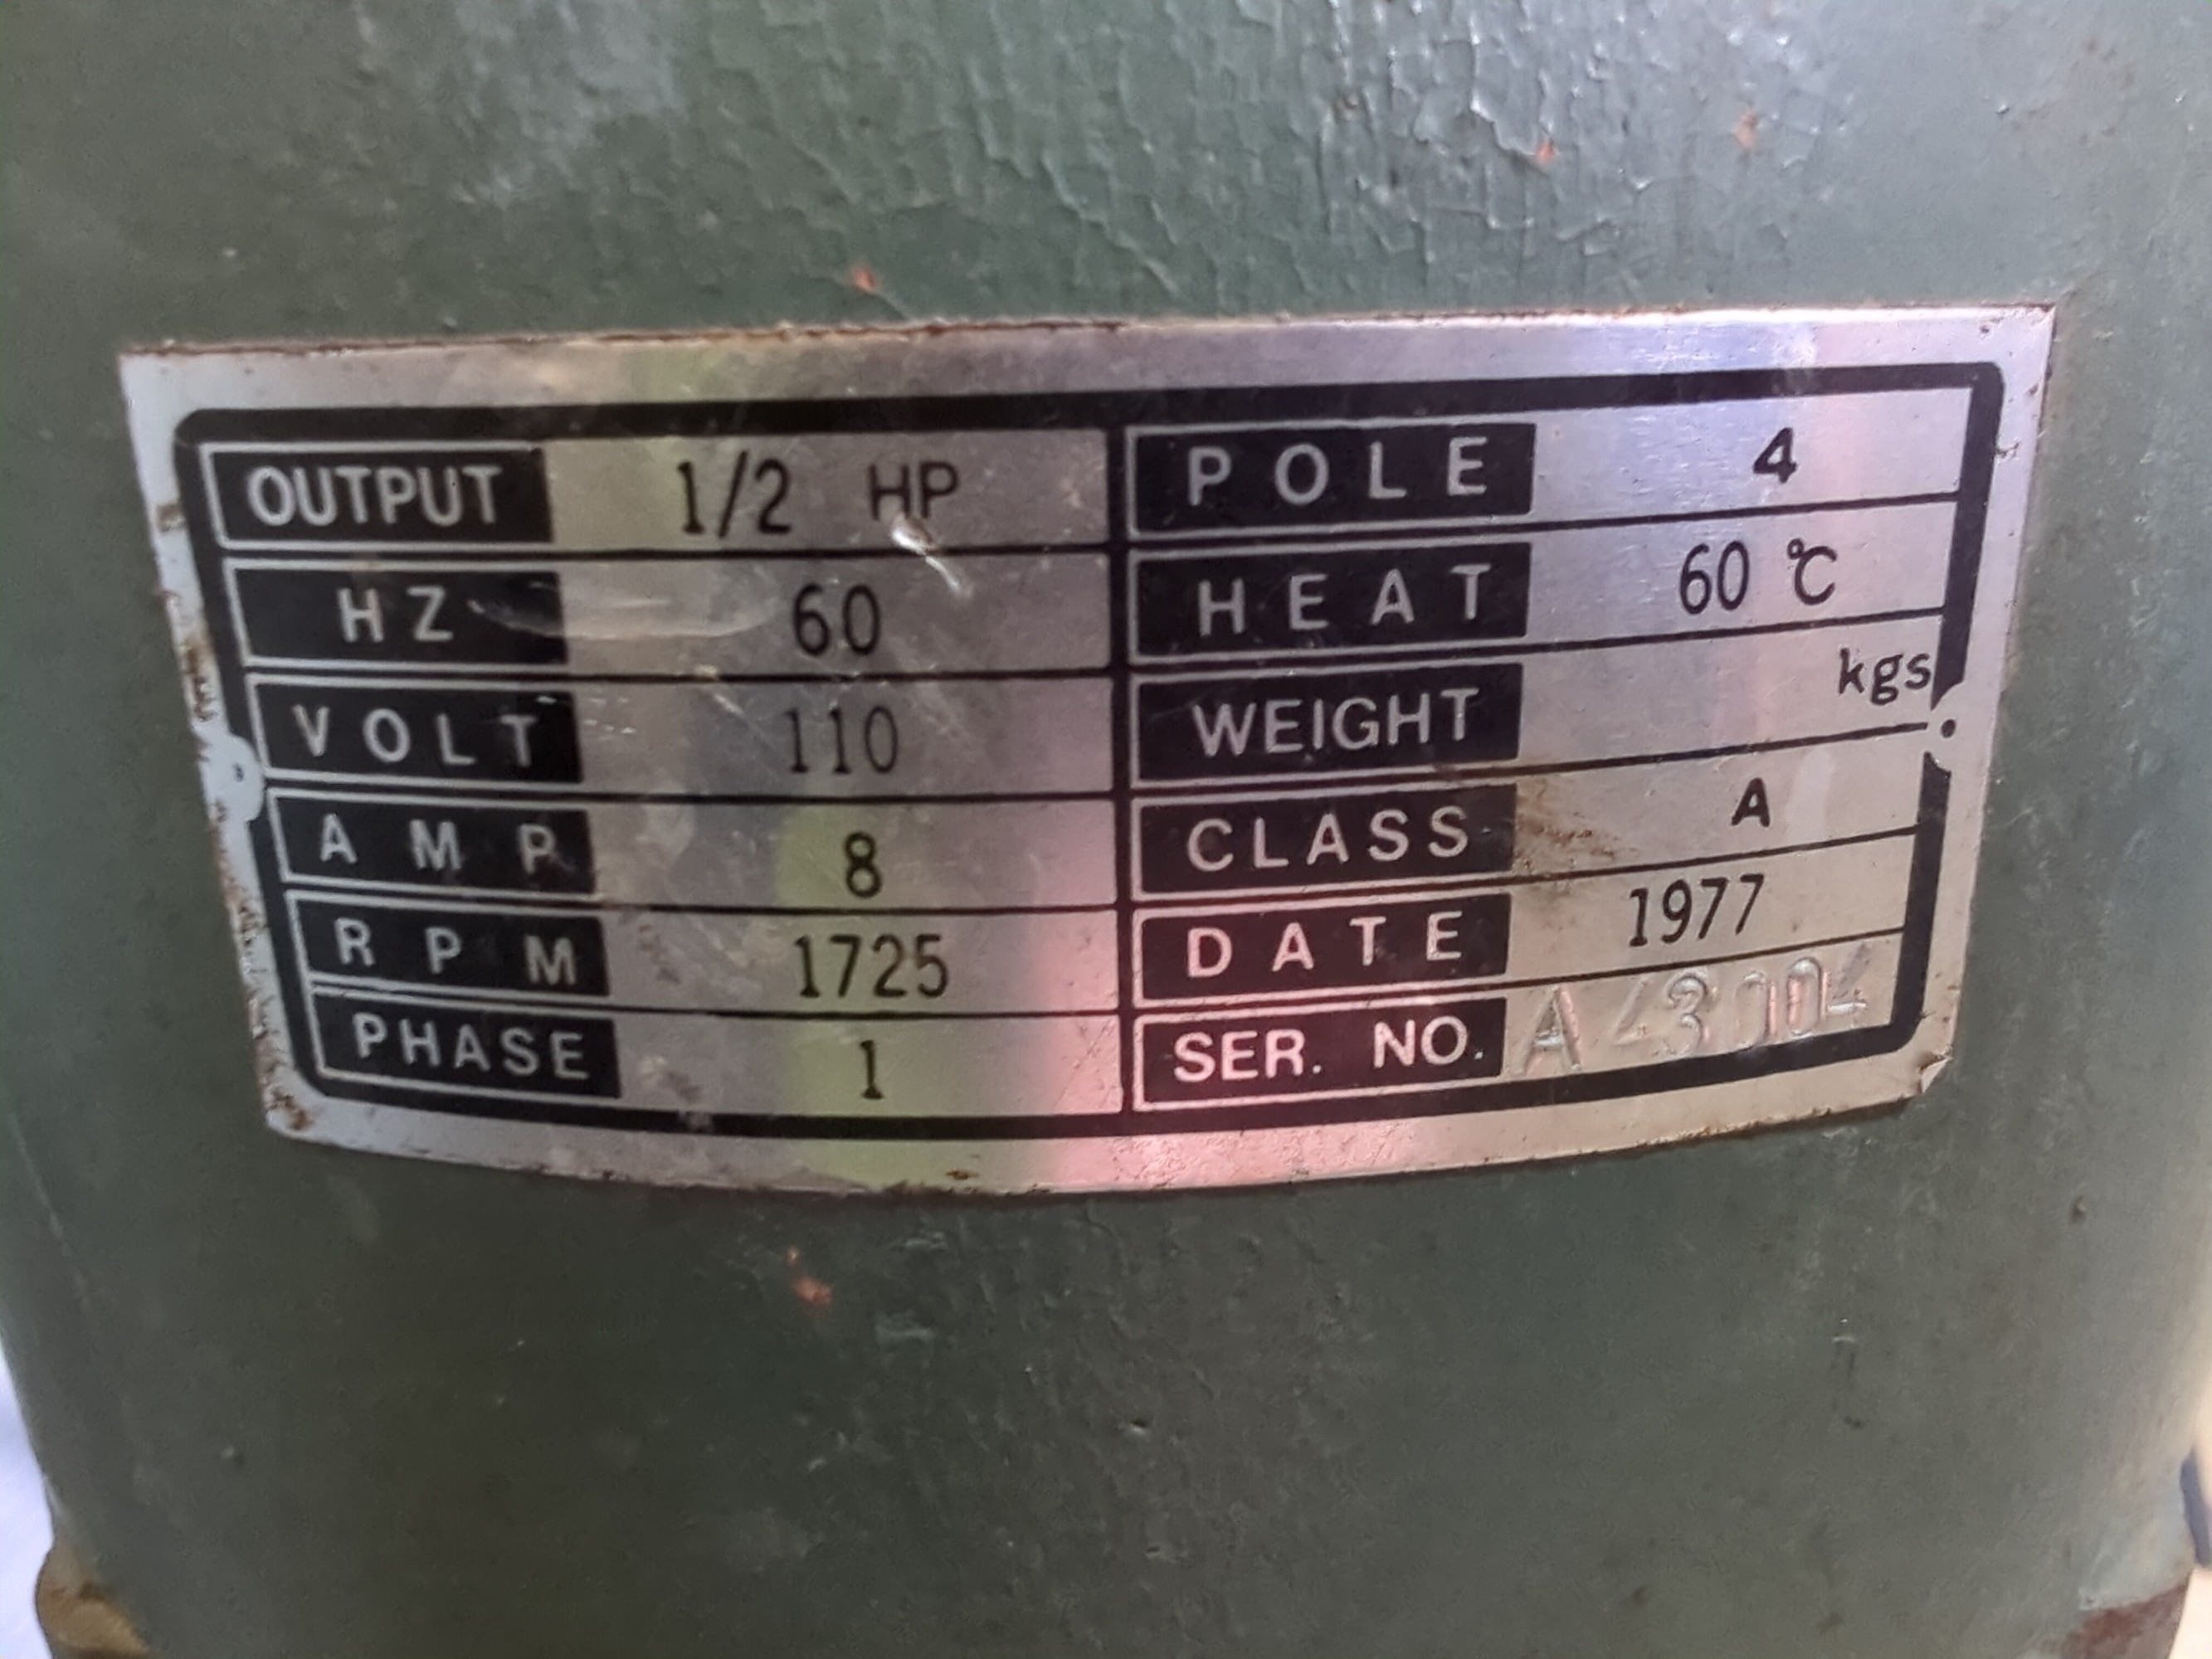 OUTPUT 1/2 HP
HZ 60
VOLT 110
AMP 8
RPM 1725
PHASE 1
POLE 4
HEAT 60 °C
WEIGHT kgs
CLASS A
DATE 1977
SER. NO. A43004